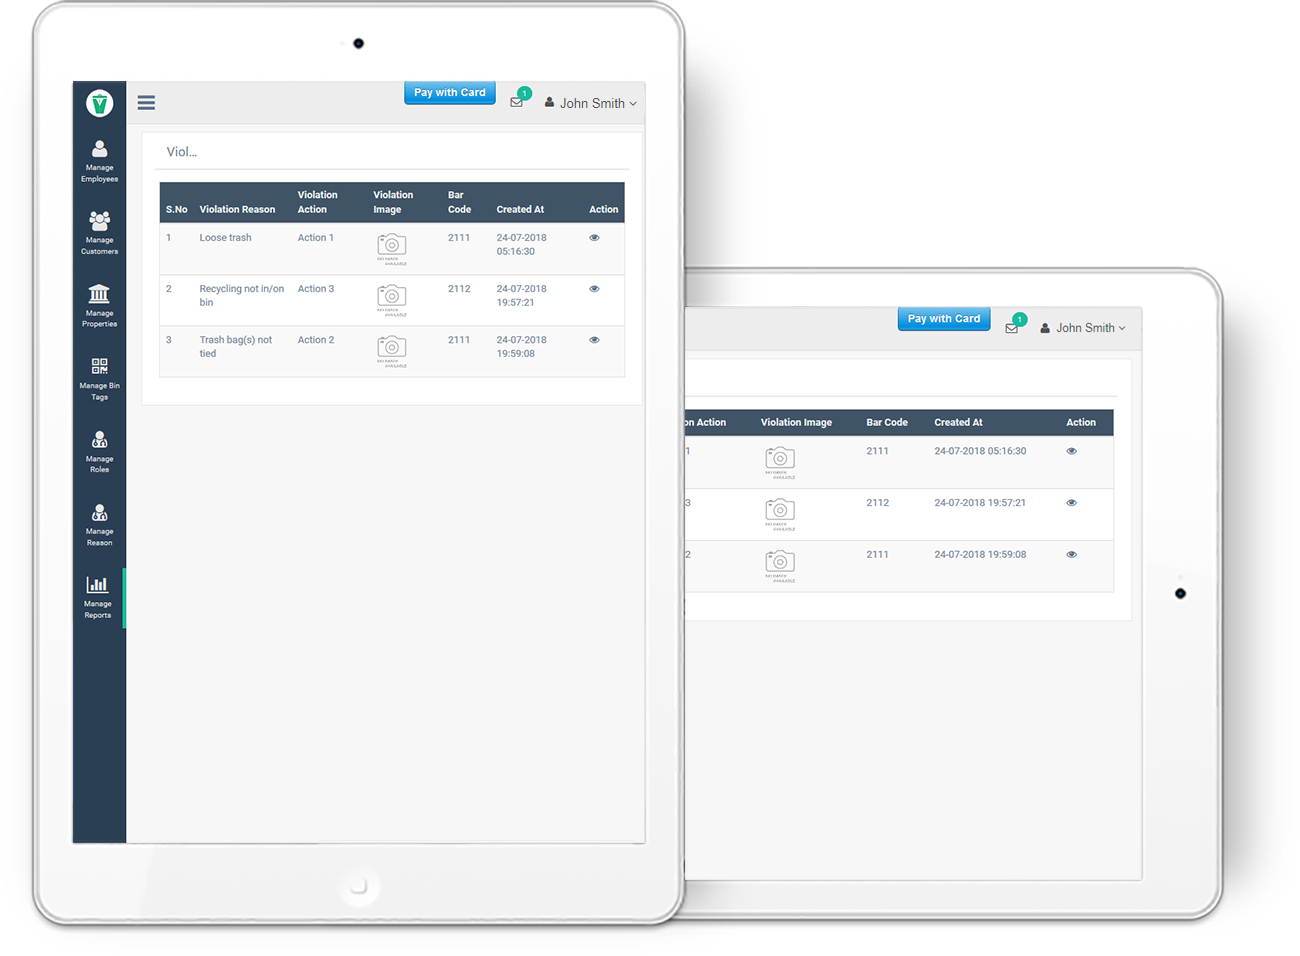 Pay with Card
1
John Smith
Viol...
Manage
Employees
Manage
Customers
Manage
Properties
Manage Bin
Tags
Manage
Roles
Manage
Reason
Manage
Reports
S.No Violation Reason Violation
Action Violation
Image Bar
Code Created At Action
1 Loose trash Action 1 2111 24-07-2018
05:16:30
AVAILABLE
2 Recycling not in/on
bin Action 3 2112 24-07-2018
19:57:21
AVAILABLE
3 Trash bag(s) not
tied Action 2 2111 24-07-2018
19:59:08
AVAILABLE
Pay with Card
1
John Smith
on Action Violation Image Bar Code Created At Action
1 2111 24-07-2018 05:16:30
AVAILABLE
3 2112 24-07-2018 19:57:21
AVAILABLE
2 2111 24-07-2018 19:59:08
AVAILABLE